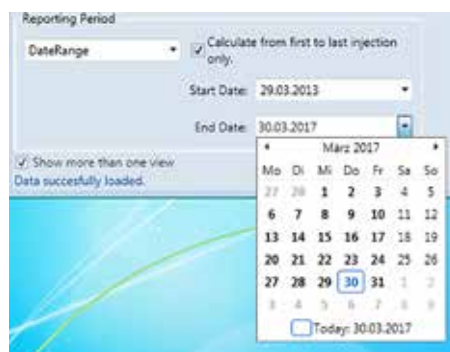 Reporting Period
DateRange
Calculate from first to last injection
only.
Start Date: 29.03.2013
End Date: 30.03.2017
März 2017
Mo Di Mi Do Fr Sa So
27 28 1 2 3 4 5
6 7 8 9 10 11 12
13 14 15 16 17 18 19
20 21 22 23 24 25 26
27 28 29 30 31 1 2
3 4 5 6 7 8 9
Today: 30.03.2017
Show more than one view
Data succesfully loaded.